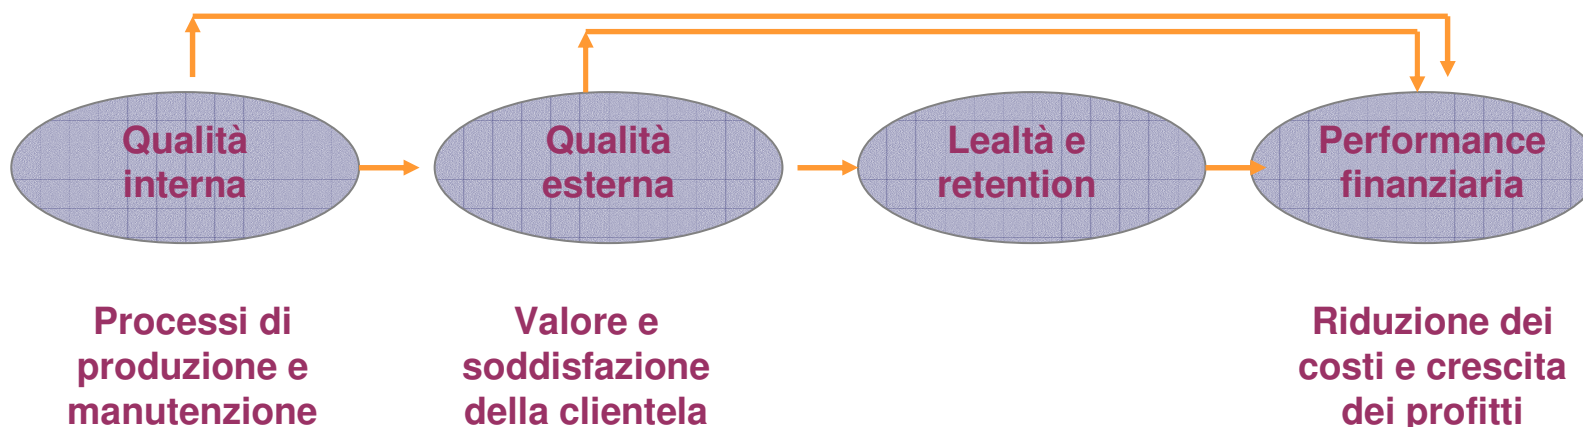 Qualità
interna
Qualità
esterna
Lealtà e
retention
Performance
finanziaria
Processi di
produzione e
manutenzione
Valore e
soddisfazione
della clientela
Riduzione dei
costi e crescita
dei profitti